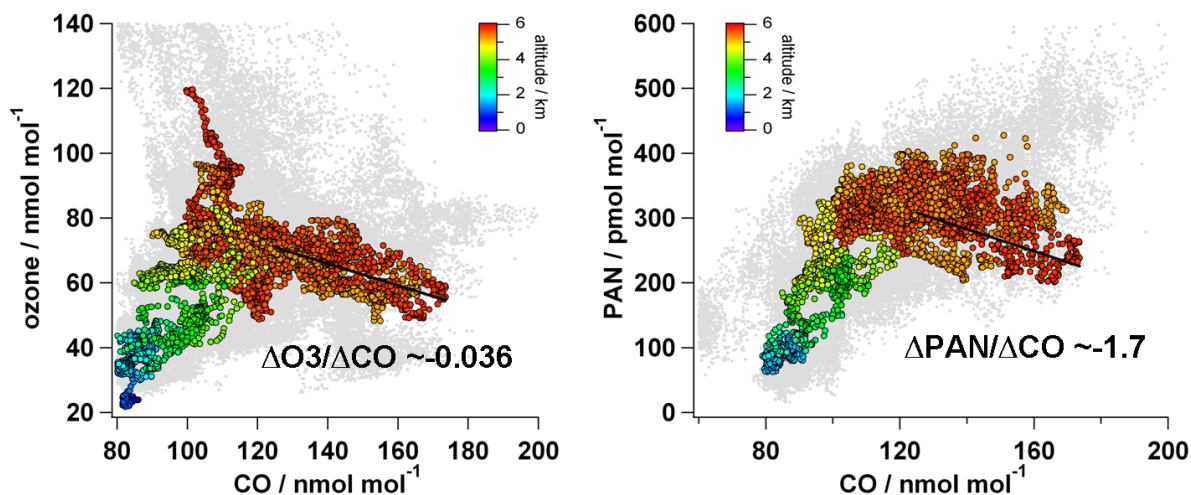 140
120
100
80
60
40
20
ozone / nmol mol-1
80 100 120 140 160 180 200
CO / nmol mol-1
6
4
2
0
altitude / km
ΔO3/ΔCO ~-0.036
600
500
400
300
200
100
0
PAN / pmol mol-1
80 120 160 200
CO / nmol mol-1
6
4
2
0
altitude / km
ΔPAN/ΔCO ~-1.7